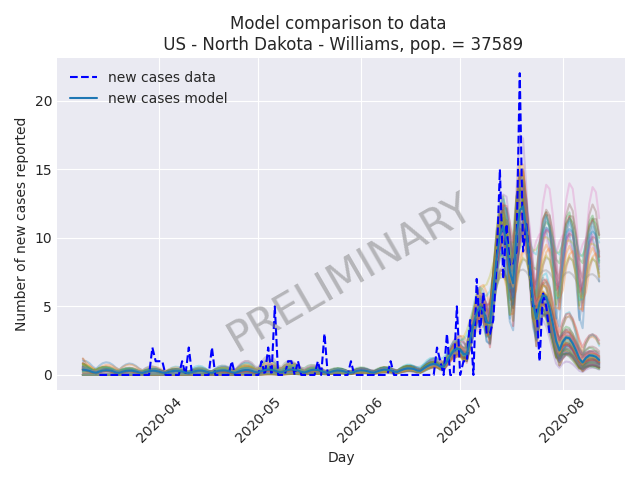 Model comparison to data
US - North Dakota - Williams, pop. = 37589
new cases data
new cases model
PRELIMINARY
Number of new cases reported
20
15
10
5
0
2020-04
2020-05
2020-06
2020-07
2020-08
Day